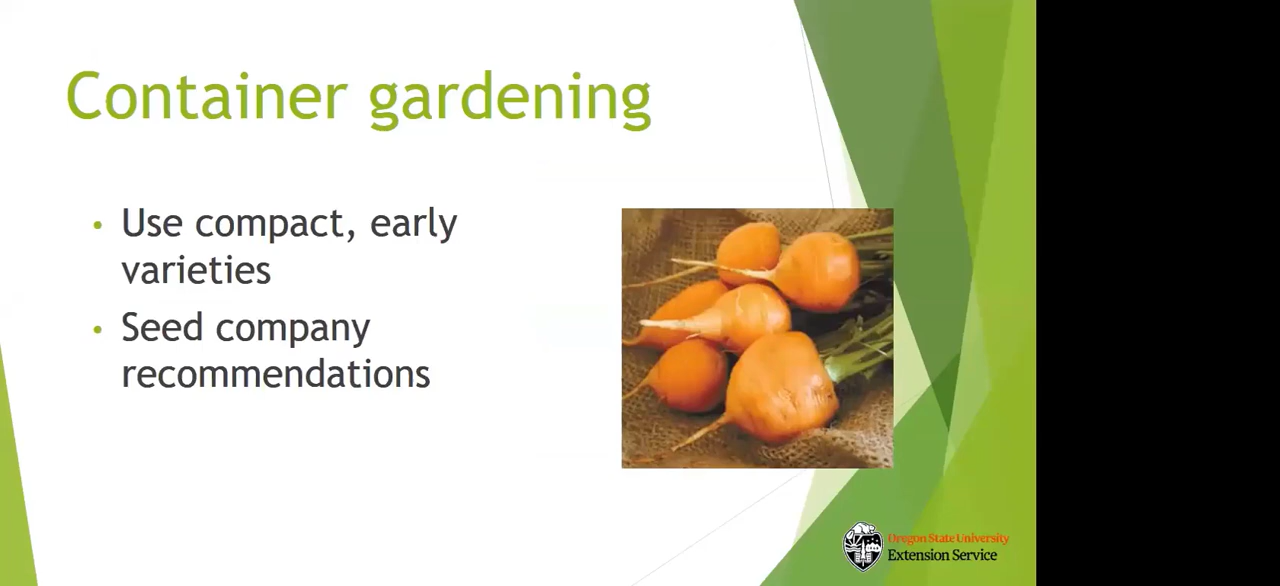 Container gardening
• Use compact, early
varieties
• Seed company
recommendations
Oregon State University
Extension Service